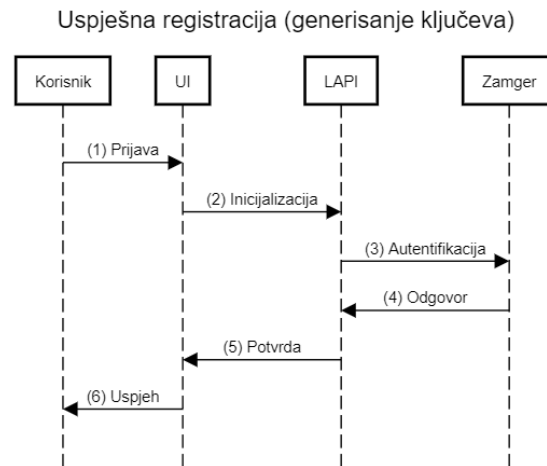 Uspješna registracija (generisanje ključeva)
Korisnik
UI
LAPI
Zamger
(1) Prijava
(2) Inicijalizacija
(3) Autentifikacija
(4) Odgovor
(5) Potvrda
(6) Uspjeh